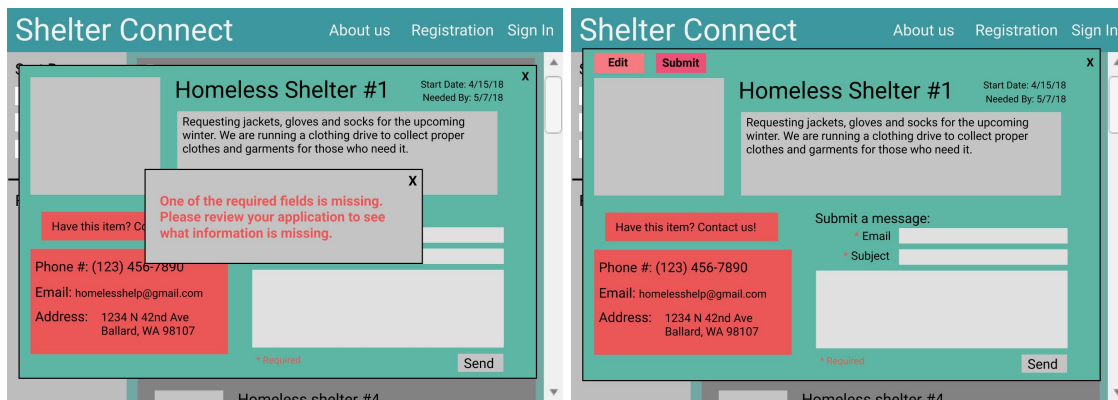 Shelter Connect
About us Registration Sign In
X
Homeless Shelter #1
Start Date: 4/15/18
Needed By: 5/7/18
Requesting jackets, gloves and socks for the upcoming
winter. We are running a clothing drive to collect proper
clothes and garments for those who need it.
X
One of the required fields is missing.
Please review your application to see
what information is missing.
Have this item? Co
Phone #: (123) 456-7890
Email: homelesshelp@gmail.com
Address: 1234 N 42nd Ave
Ballard, WA 98107
* Required
Send
Homeless shelter #4
Shelter Connect
About us Registration Sign In
Edit Submit
X
Homeless Shelter #1
Start Date: 4/15/18
Needed By: 5/7/18
Requesting jackets, gloves and socks for the upcoming
winter. We are running a clothing drive to collect proper
clothes and garments for those who need it.
Have this item? Contact us!
Submit a message:
* Email
* Subject
Phone #: (123) 456-7890
Email: homelesshelp@gmail.com
Address: 1234 N 42nd Ave
Ballard, WA 98107
* Required
Send
Homeless shelter #4